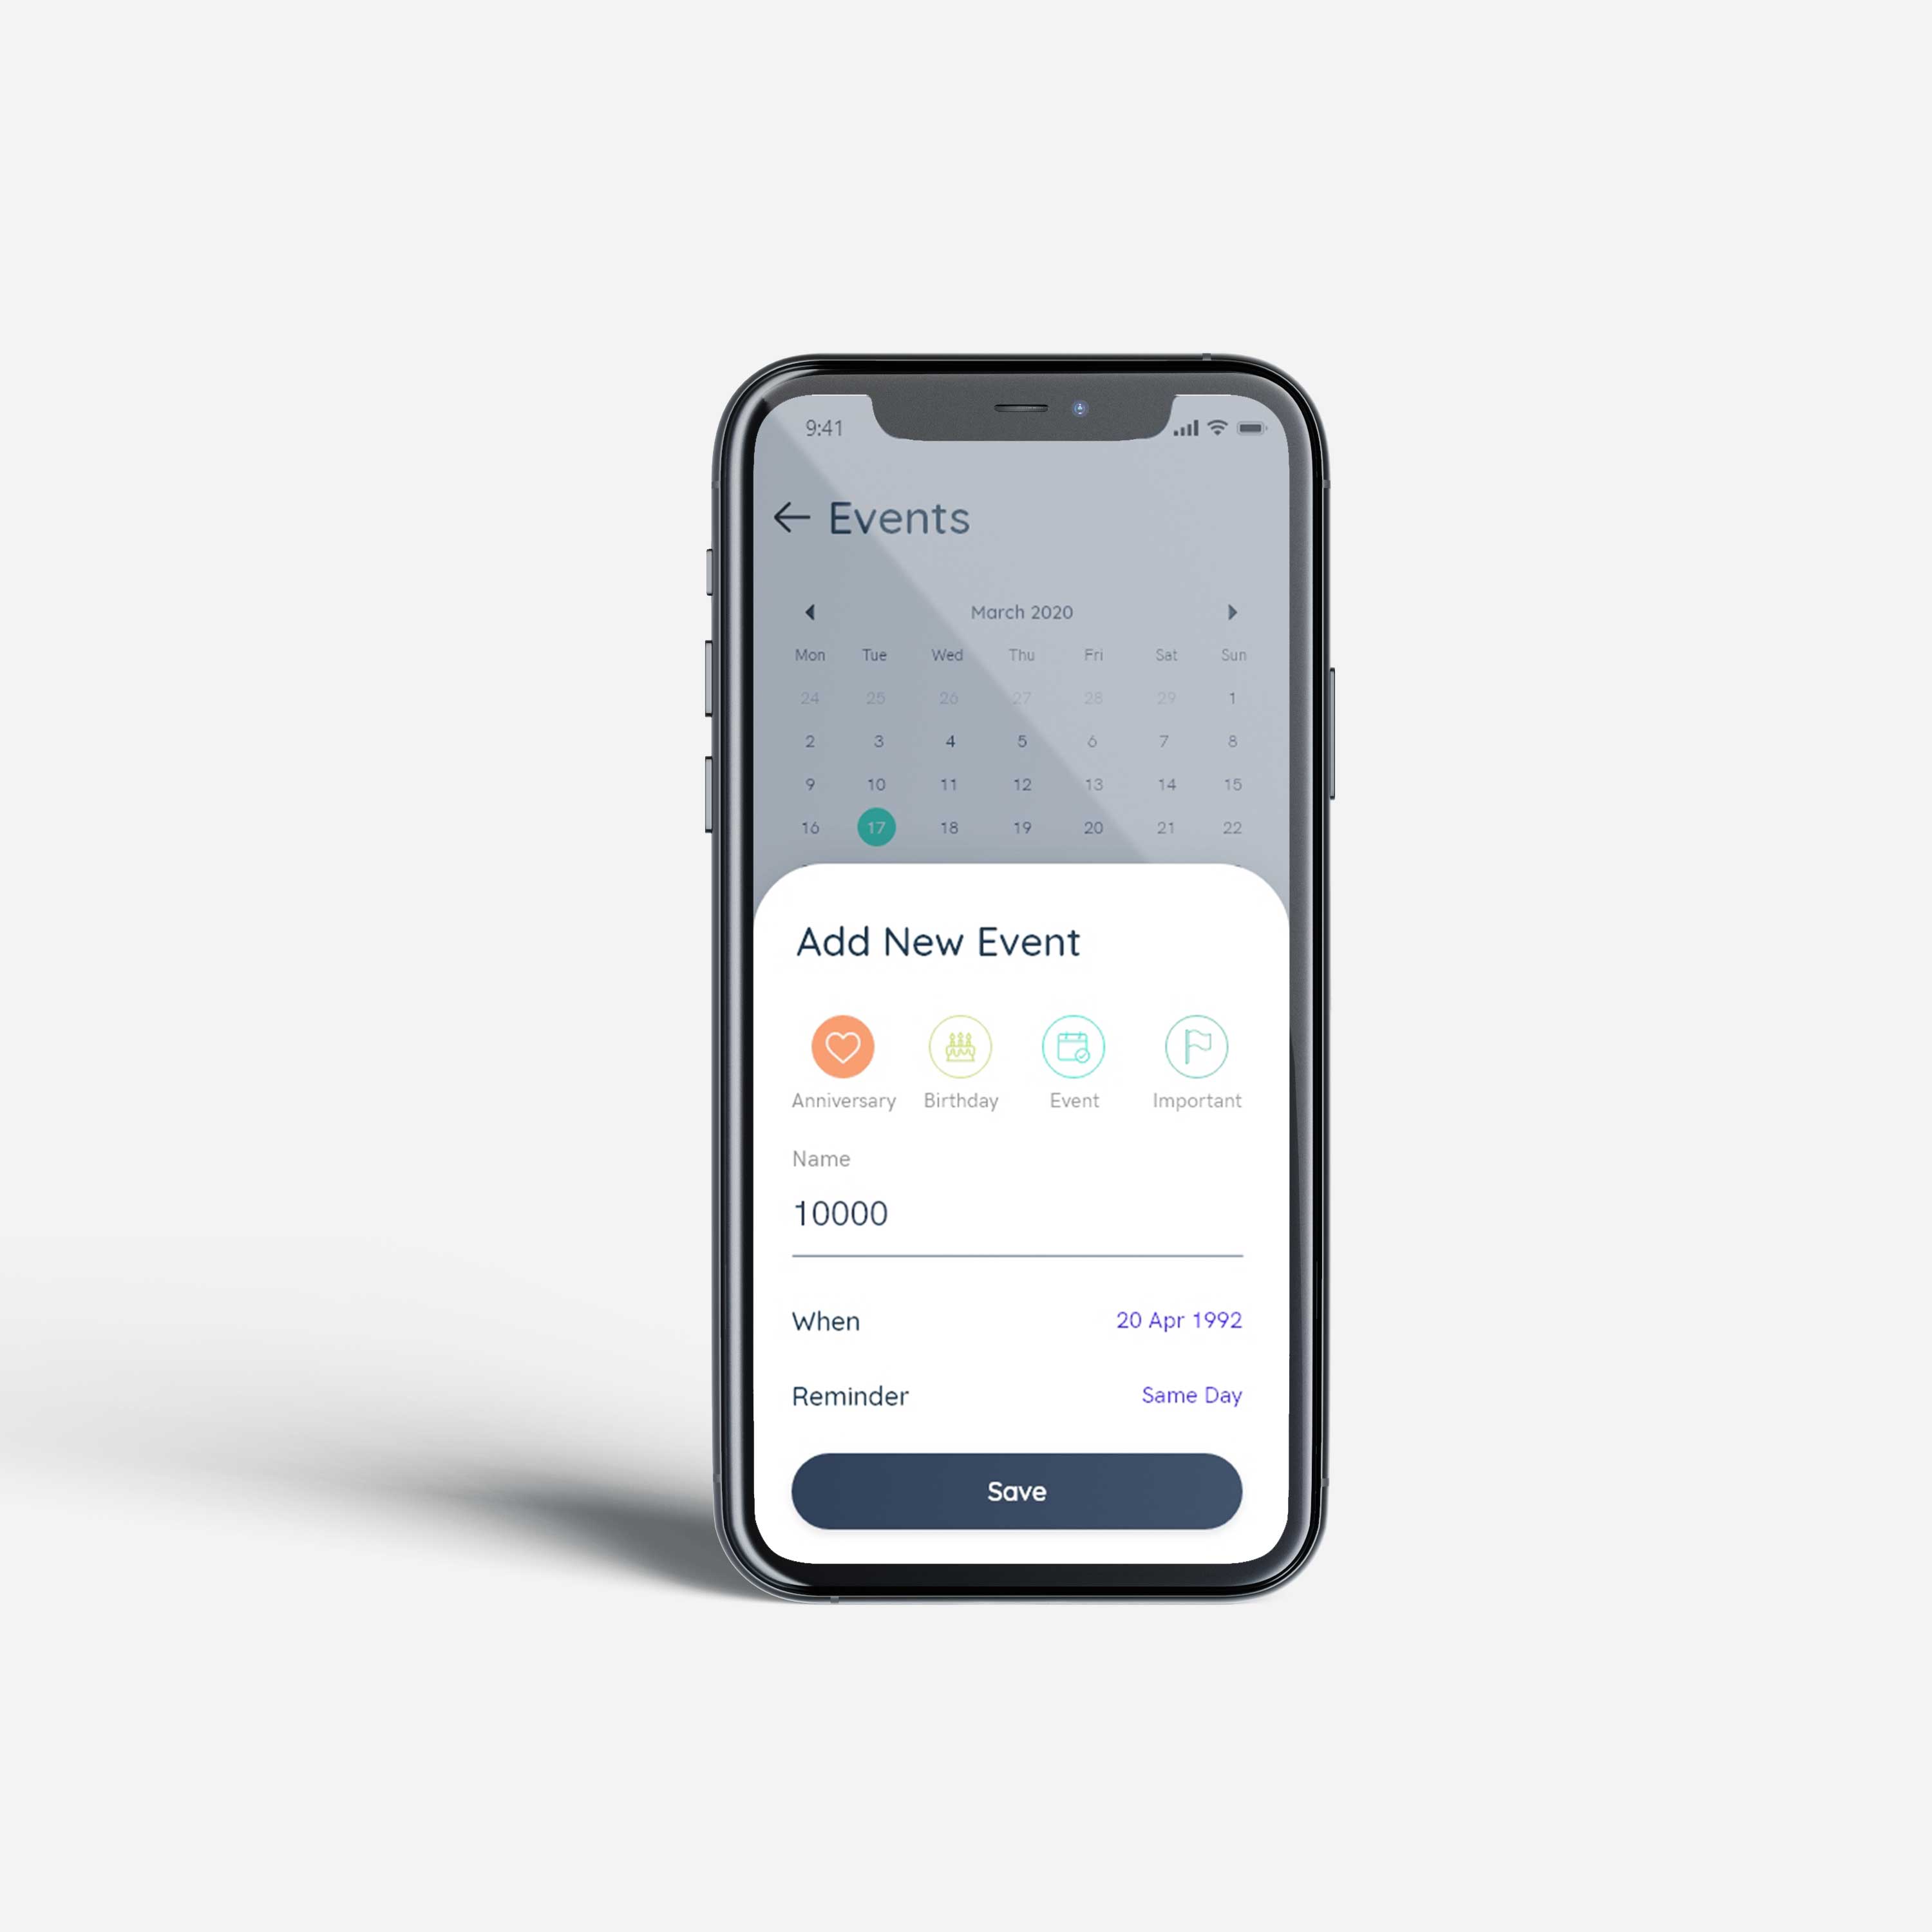 9:41
Events
March 2020
Mon Tue Wed Thu Fri Sat Sun
24 25 26 27 28 29 1
2 3 4 5 6 7 8
9 10 11 12 13 14 15
16 17 18 19 20 21 22
Add New Event
Anniversary Birthday Event Important
Name
10000
When 20 Apr 1992
Reminder Same Day
Save